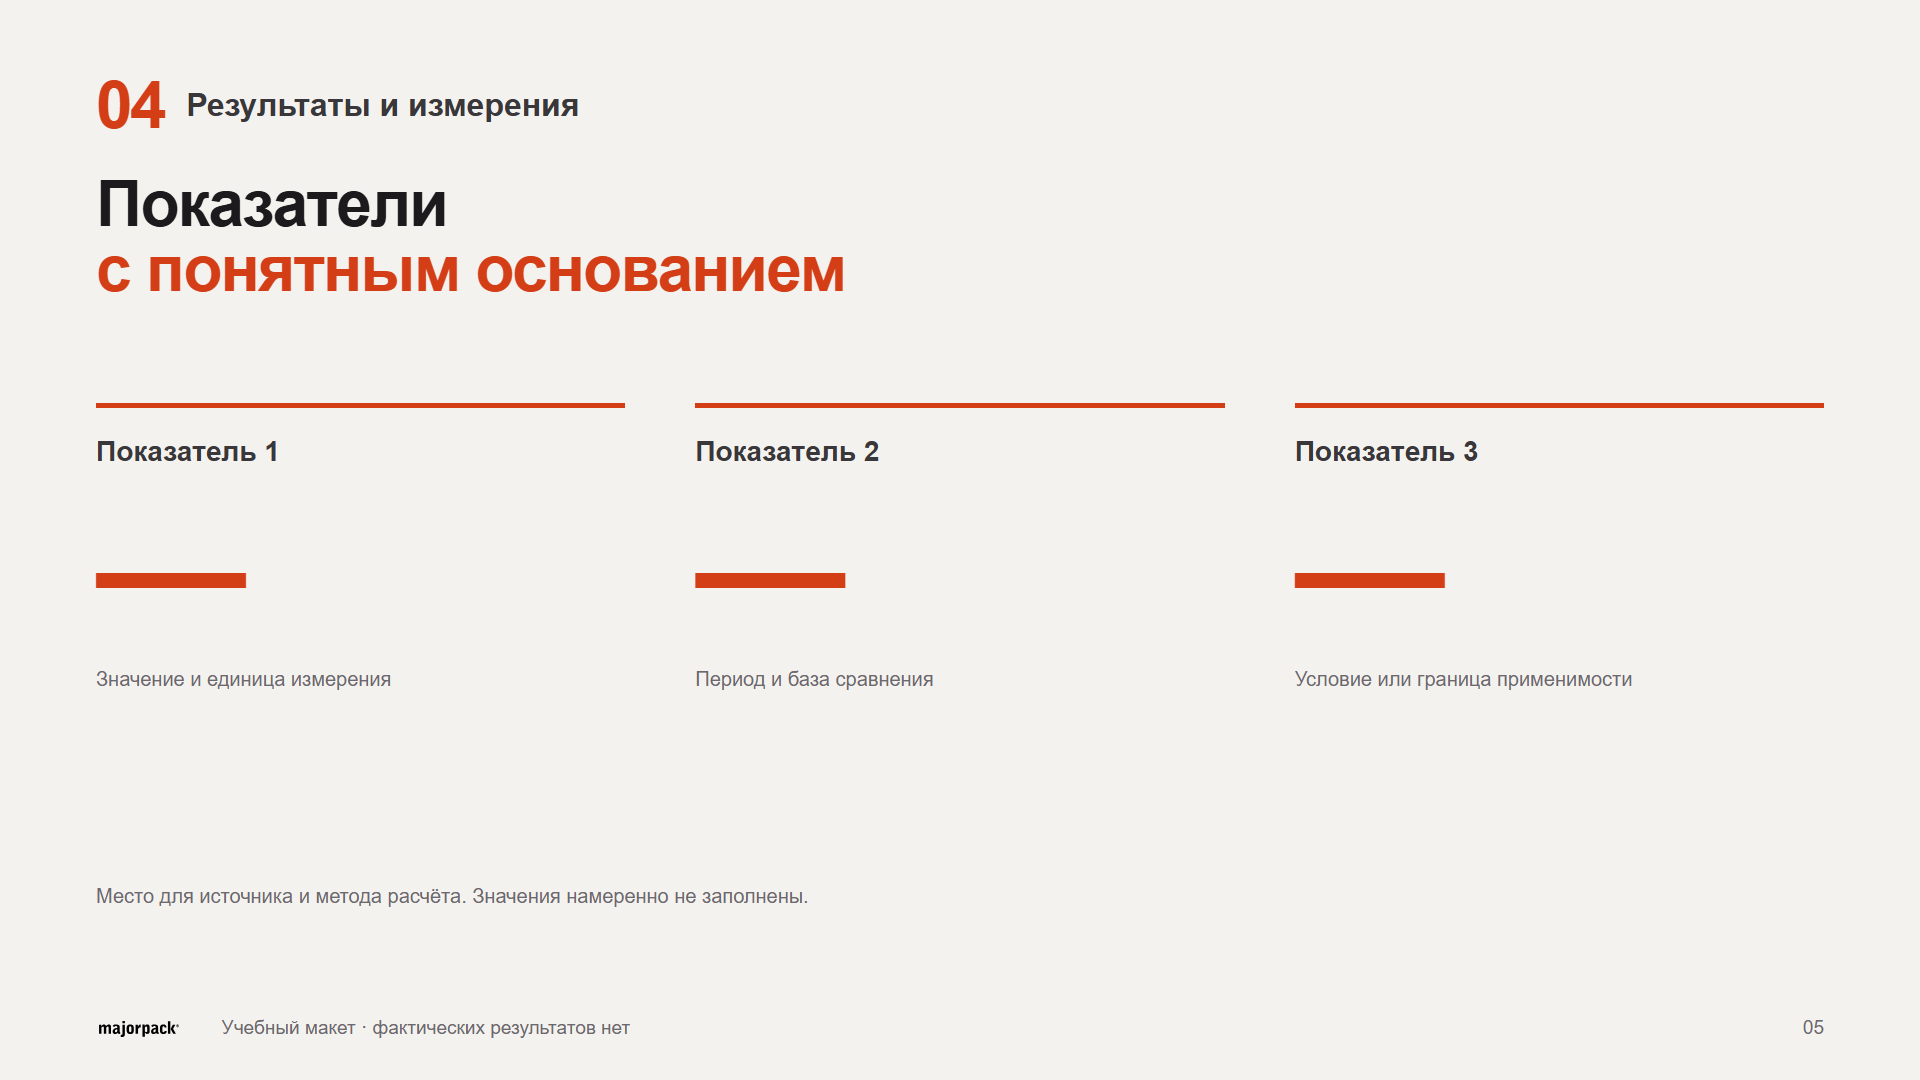 04 Результаты и измерения
Показатели
с понятным основанием
Показатель 1
Показатель 2
Показатель 3
Значение и единица измерения
Период и база сравнения
Условие или граница применимости
Место для источника и метода расчёта. Значения намеренно не заполнены.
majorpack
Учебный макет · фактических результатов нет
05